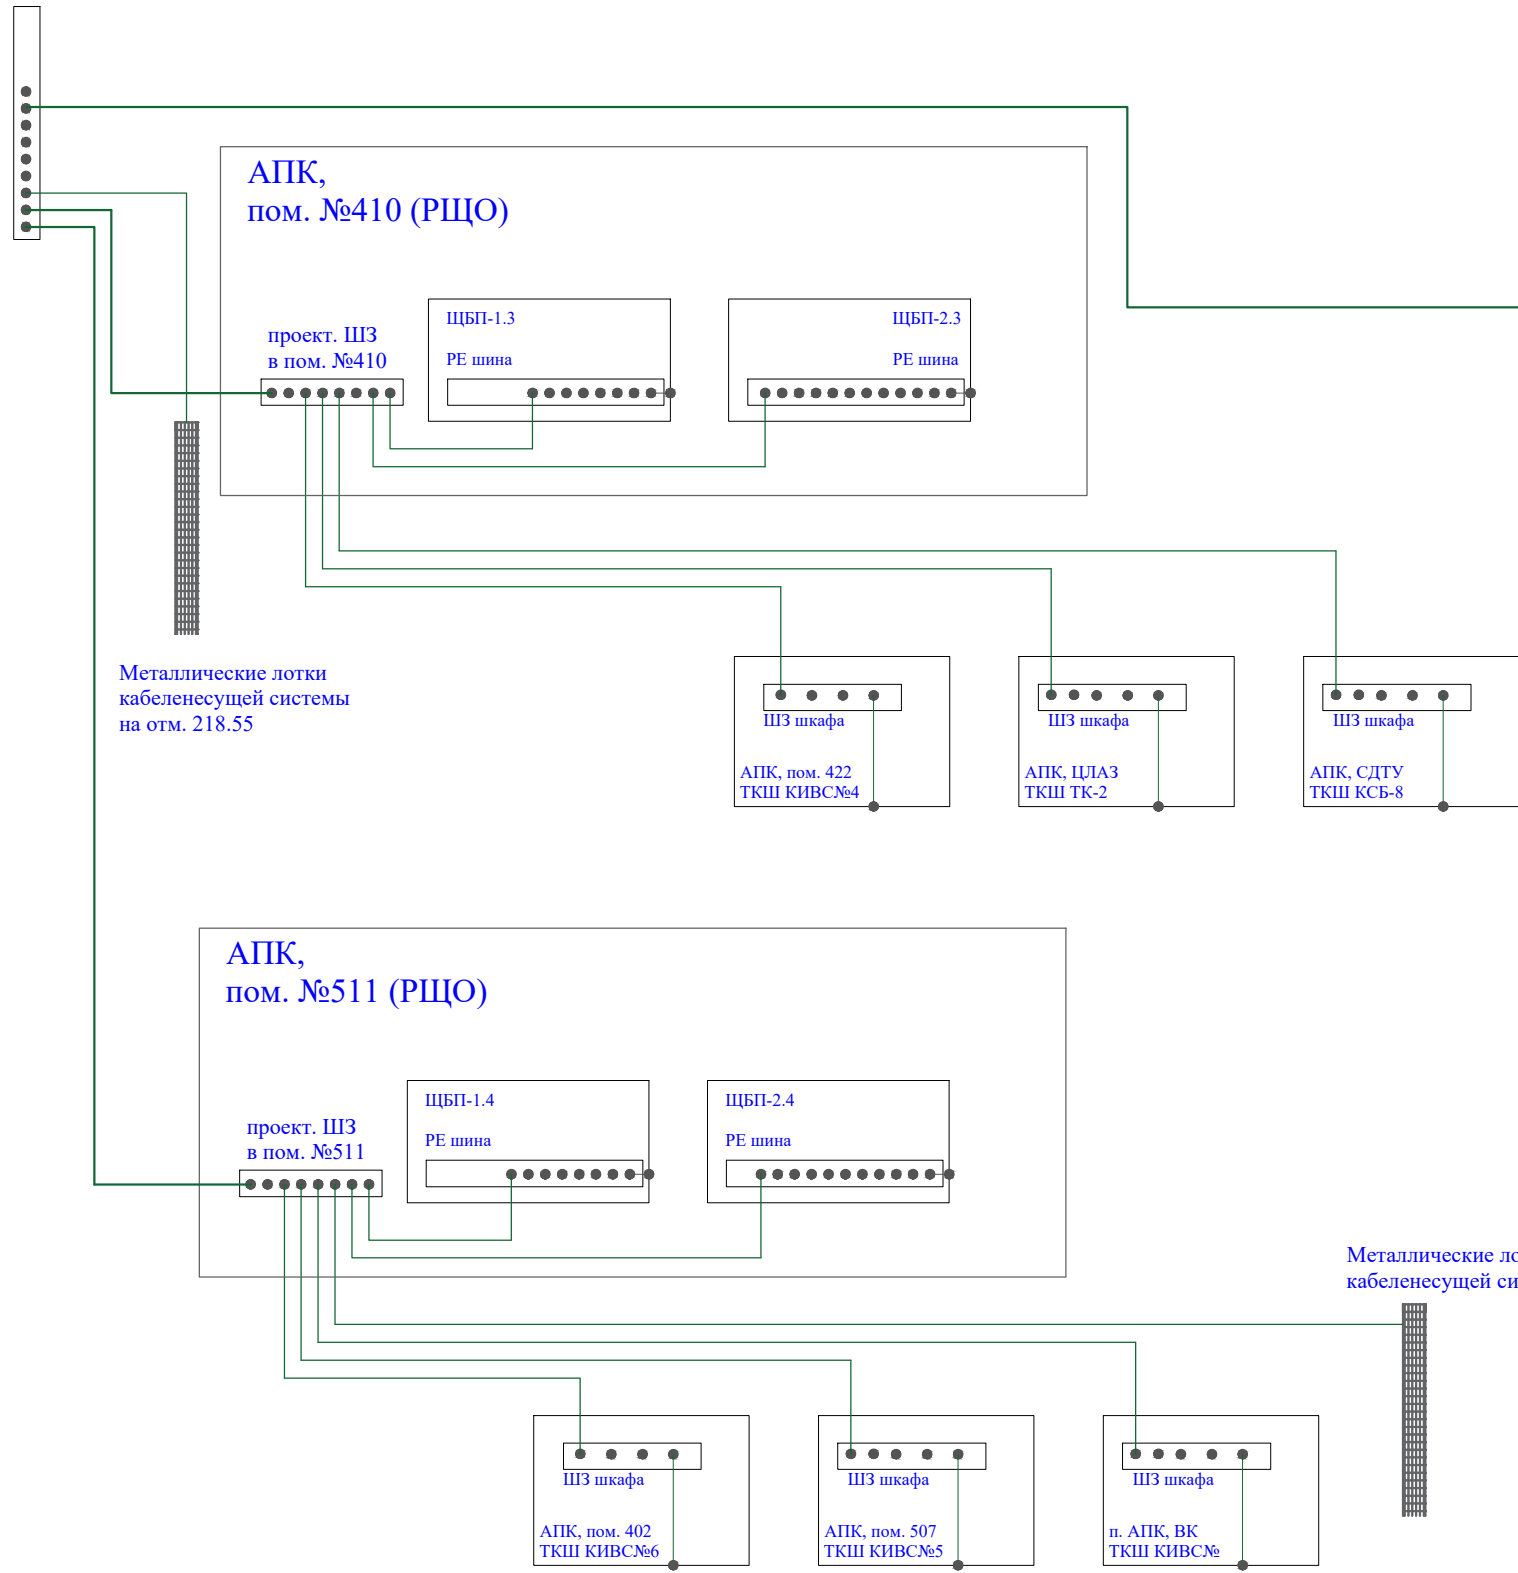 АПК,
пом. №410 (РЩО)
проект. ШЗ
в пом. №410
ЩБП-1.3
РЕ шина
ЩБП-2.3
РЕ шина
Металлические лотки
кабеленесущей системы
на отм. 218.55
ШЗ шкафа
АПК, пом. 422
ТКШ КИВС№4
ШЗ шкафа
АПК, ЦЛАЗ
ТКШ ТК-2
ШЗ шкафа
АПК, СДТУ
ТКШ КСБ-8
АПК,
пом. №511 (РЩО)
проект. ШЗ
в пом. №511
ЩБП-1.4
РЕ шина
ЩБП-2.4
РЕ шина
Металлические ло
кабеленесущей си
ШЗ шкафа
АПК, пом. 402
ТКШ КИВС№6
ШЗ шкафа
АПК, пом. 507
ТКШ КИВС№5
ШЗ шкафа
п. АПК, ВК
ТКШ КИВС№